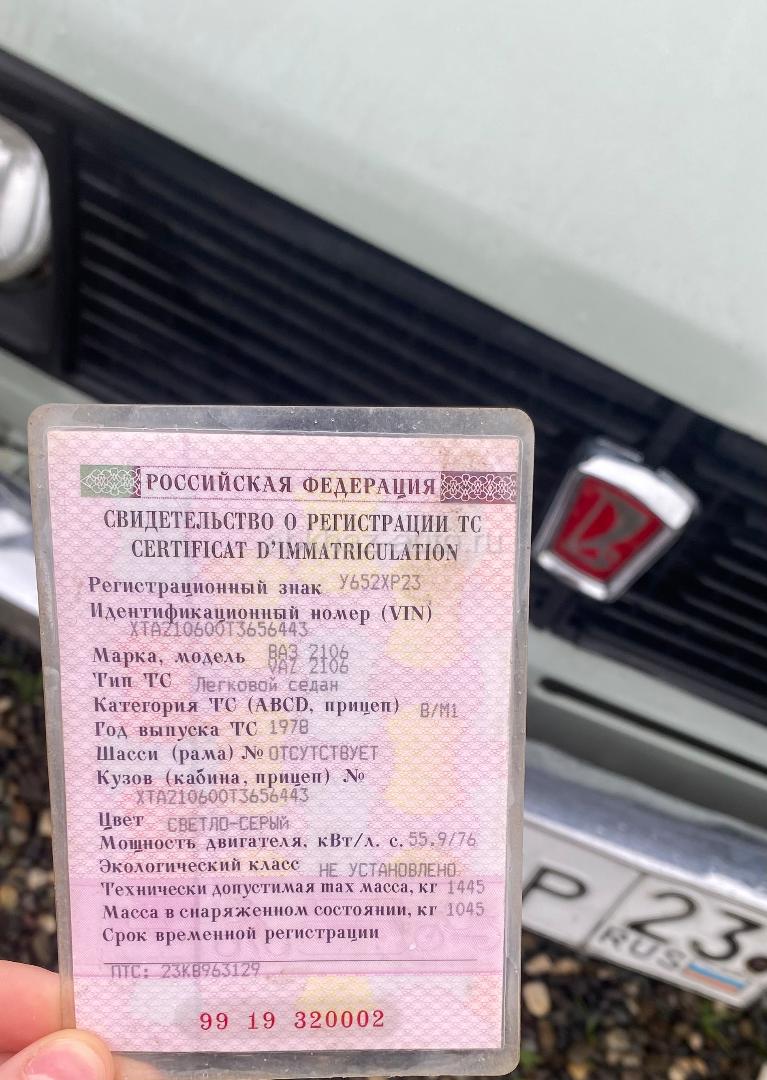 РОССИЙСКАЯ ФЕДЕРАЦИЯ
СВИДЕТЕЛЬСТВО О РЕГИСТРАЦИИ ТС
CERTIFICAT D'IMMATRICULATION
Регистрационный знак У652ХР23
Идентификационный номер (VIN)
XTA210600T3656443
Марка, модель ВАЗ 2106
VAZ 2106
Тип ТС Легковой седан
Категория ТС (ABCD, прицеп) B/M1
Год выпуска ТС 1978
Шасси (рама) № ОТСУТСТВУЕТ
Кузов (кабина, прицеп) №
XTA210600T3656443
Цвет СВЕТЛО-СЕРЫЙ
Мощность двигателя, кВт/л. с. 55.9/76
Экологический класс НЕ УСТАНОВЛЕНО
Технически допустимая max масса, кг 1445
Масса в снаряженном состоянии, кг 1045
Срок временной регистрации
ПТС: 23КВ963129
99 19 320002
Р 23
RUS